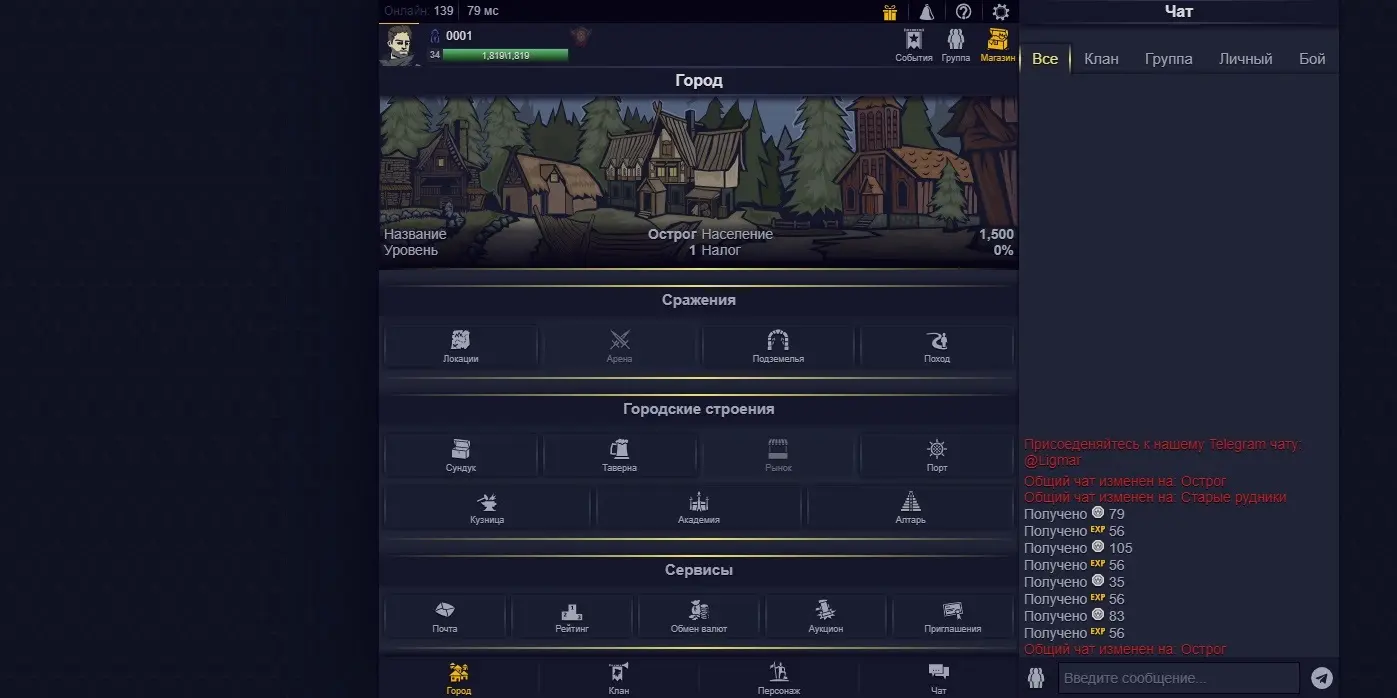 Онлайн: 139 79 мс
0001
34 1,819\1,819
События Группа Магазин
Город
Название Острог Население 1,500
Уровень 1 Налог 0%
Сражения
Локации Арена Подземелья Поход
Городские строения
Сундук Таверна Рынок Порт
Кузница Академия Алтарь
Сервисы
Почта Рейтинг Обмен валют Аукцион Приглашения
Город Клан Персонаж Чат
Чат
Все Клан Группа Личный Бой
Присоеденяйтесь к нашему Telegram чату:
@Ligmar
Общий чат изменен на: Острог
Общий чат изменен на: Старые рудники
Получено 79
Получено EXP 56
Получено 105
Получено EXP 56
Получено 35
Получено EXP 56
Получено 83
Получено EXP 56
Общий чат изменен на: Острог
Введите сообщение...